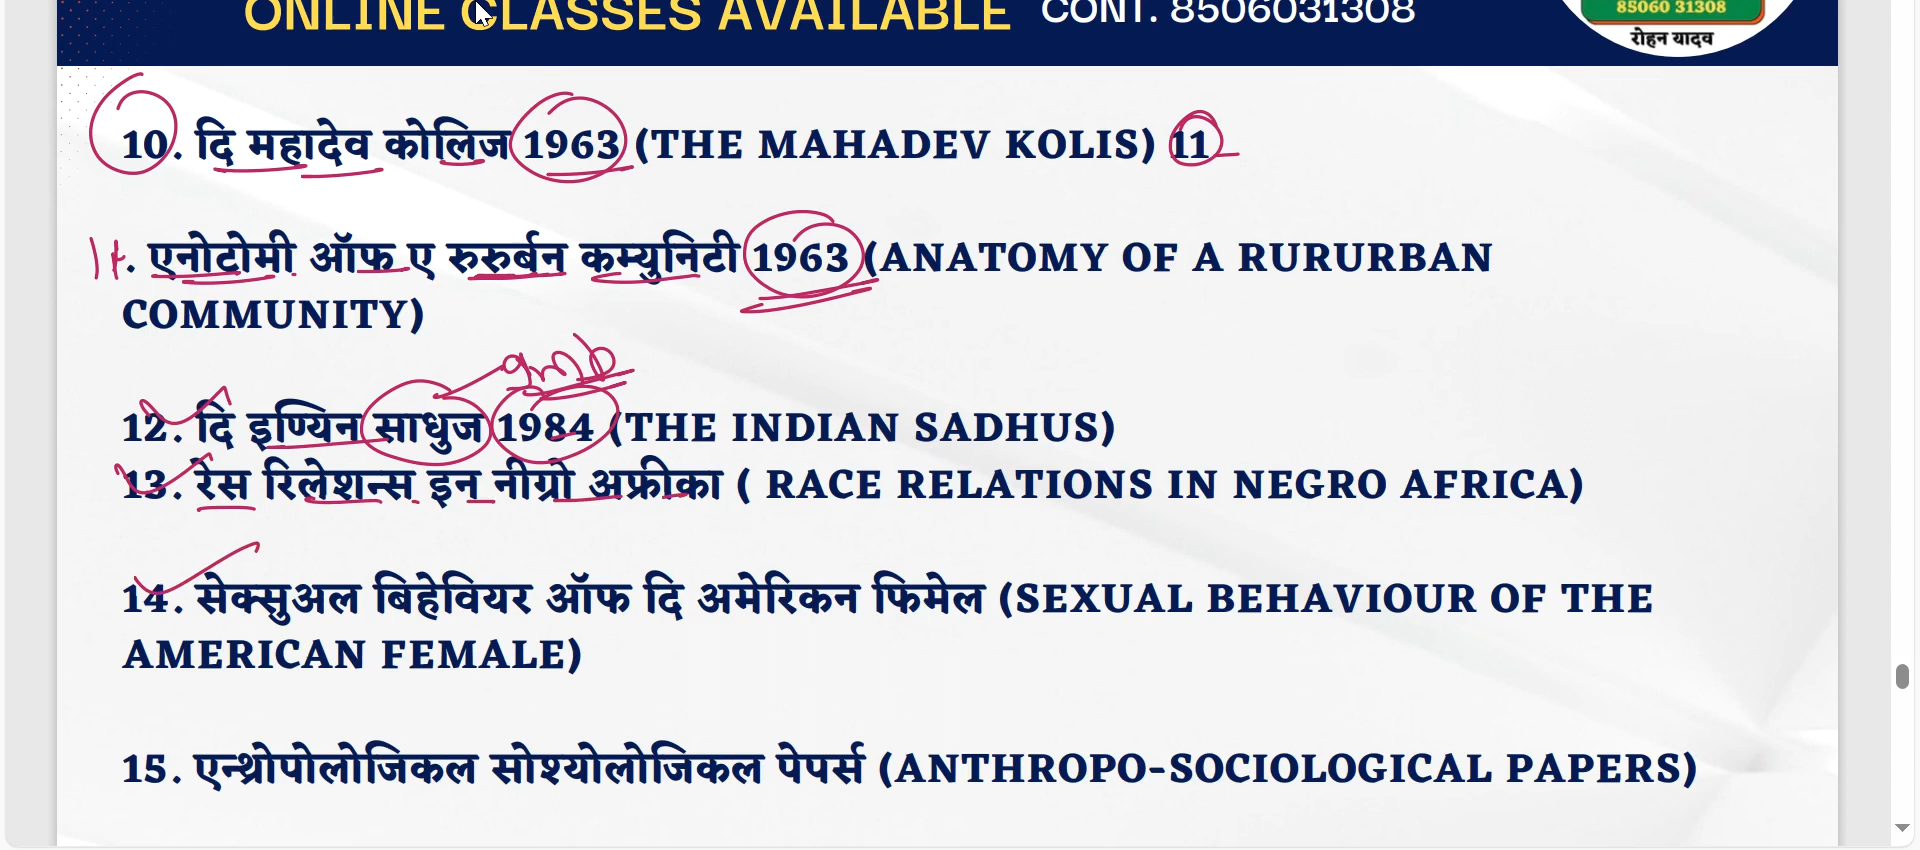 ONLINE CLASSES AVAILABLE CONT. 8506031308
85060 31308
रोहन यादव
10. दि महादेव कोलिज 1963 (THE MAHADEV KOLIS) 11
11. एनोटोमी ऑफ ए रुरुर्बन कम्युनिटी 1963 (ANATOMY OF A RURURBAN
COMMUNITY)
12. दि इण्यिन साधुज 1984 (THE INDIAN SADHUS)
13. रेस रिलेशन्स इन नीग्रो अफ्रीका ( RACE RELATIONS IN NEGRO AFRICA)
14. सेक्सुअल बिहेवियर ऑफ दि अमेरिकन फिमेल (SEXUAL BEHAVIOUR OF THE
AMERICAN FEMALE)
15. एन्थ्रोपोलोजिकल सोश्योलोजिकल पेपर्स (ANTHROPO-SOCIOLOGICAL PAPERS)